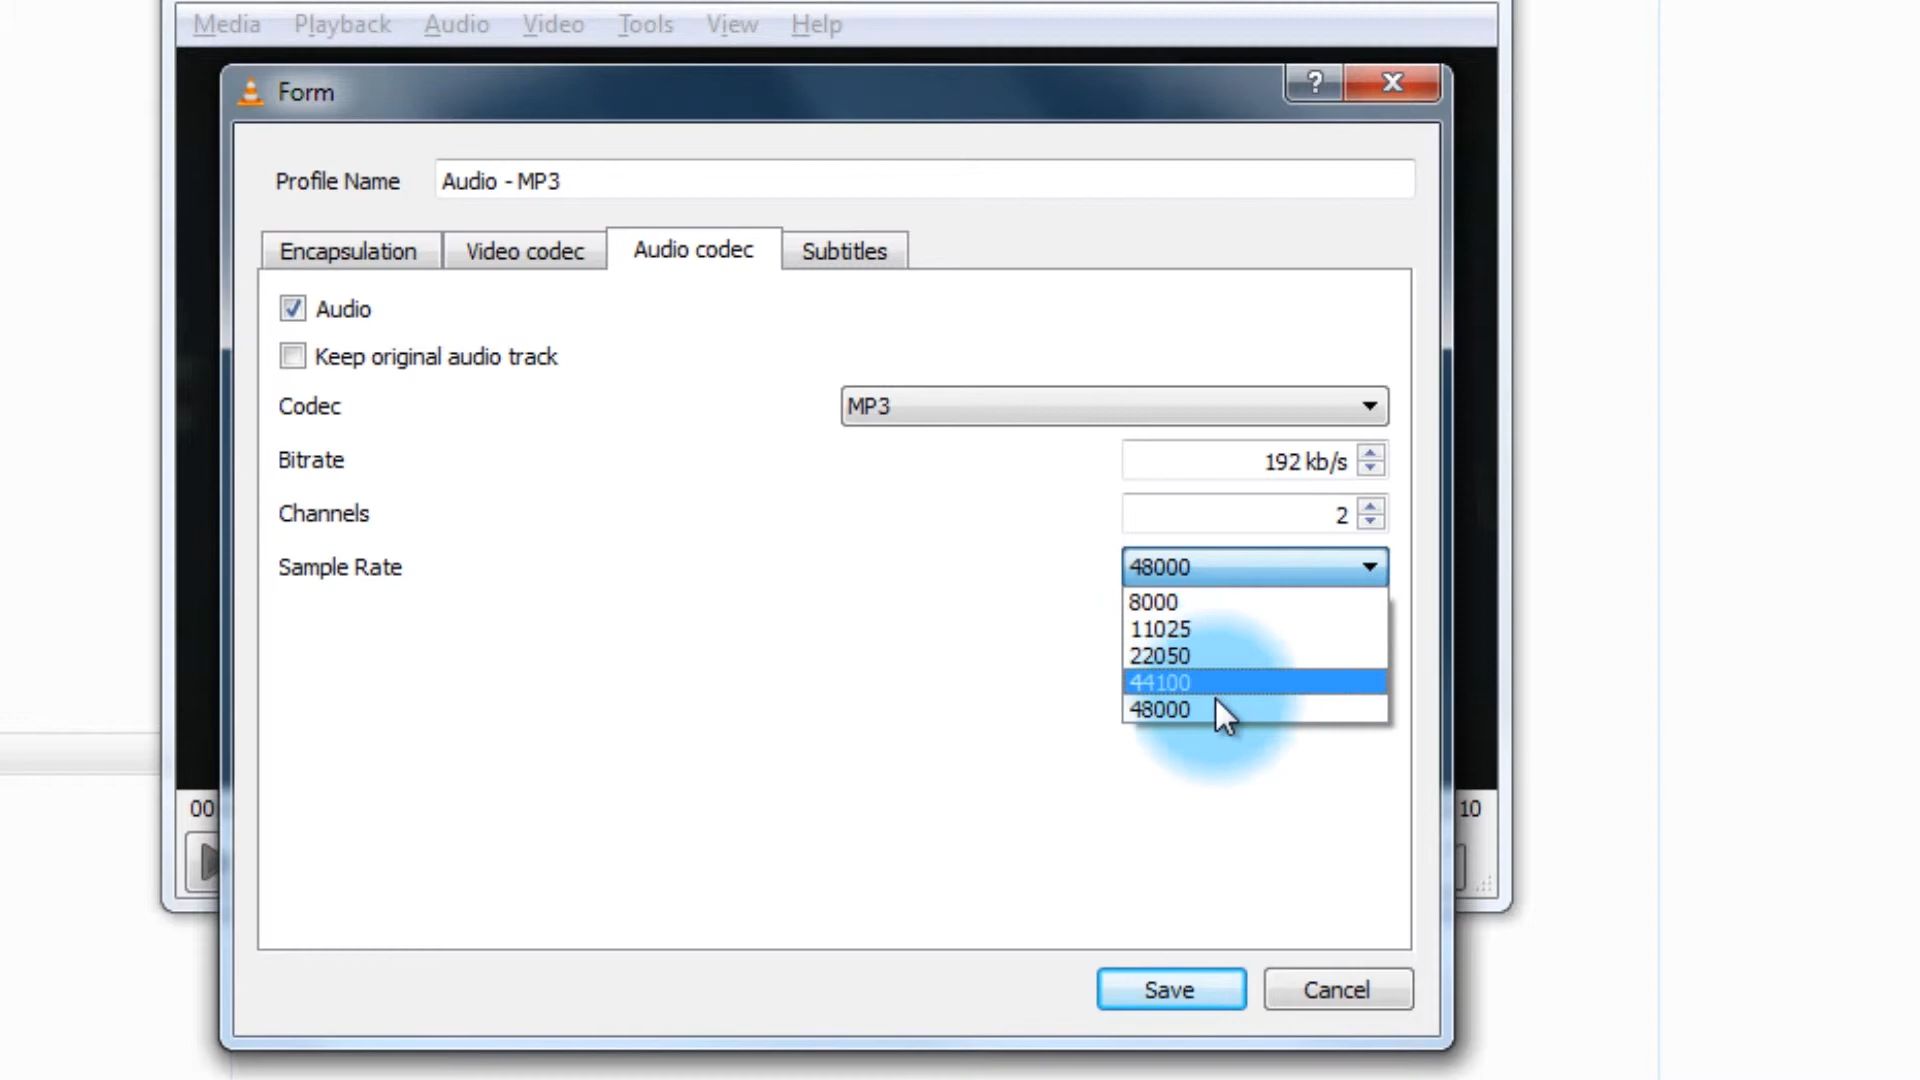 Media Playback Audio Video Tools View Help
Form
?
Profile Name Audio - MP3
Encapsulation Video codec Audio codec Subtitles
Audio
Keep original audio track
Codec MP3
Bitrate 192 kb/s
Channels 2
Sample Rate 48000
8000
11025
22050
44100
48000
00 10
Save Cancel